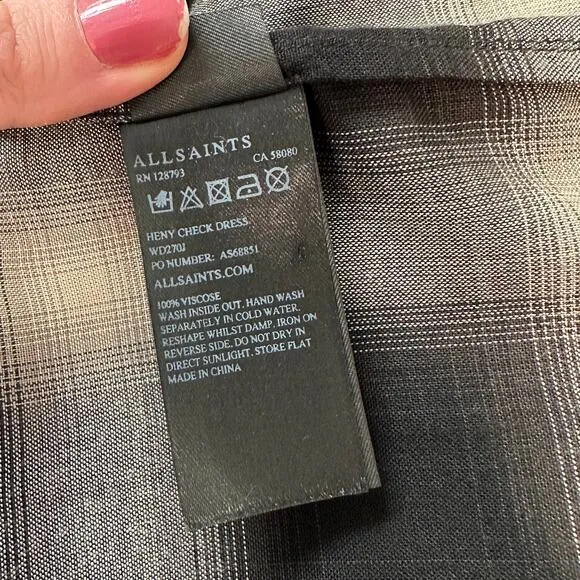 ALLSAINTS
RN 128793 CA 58080
HENY CHECK DRESS.
WD270J
PO NUMBER: AS68851
ALLSAINTS.COM
100% VISCOSE
WASH INSIDE OUT. HAND WASH
SEPARATELY IN COLD WATER.
RESHAPE WHILST DAMP. IRON ON
REVERSE SIDE. DO NOT DRY IN
DIRECT SUNLIGHT. STORE FLAT
MADE IN CHINA